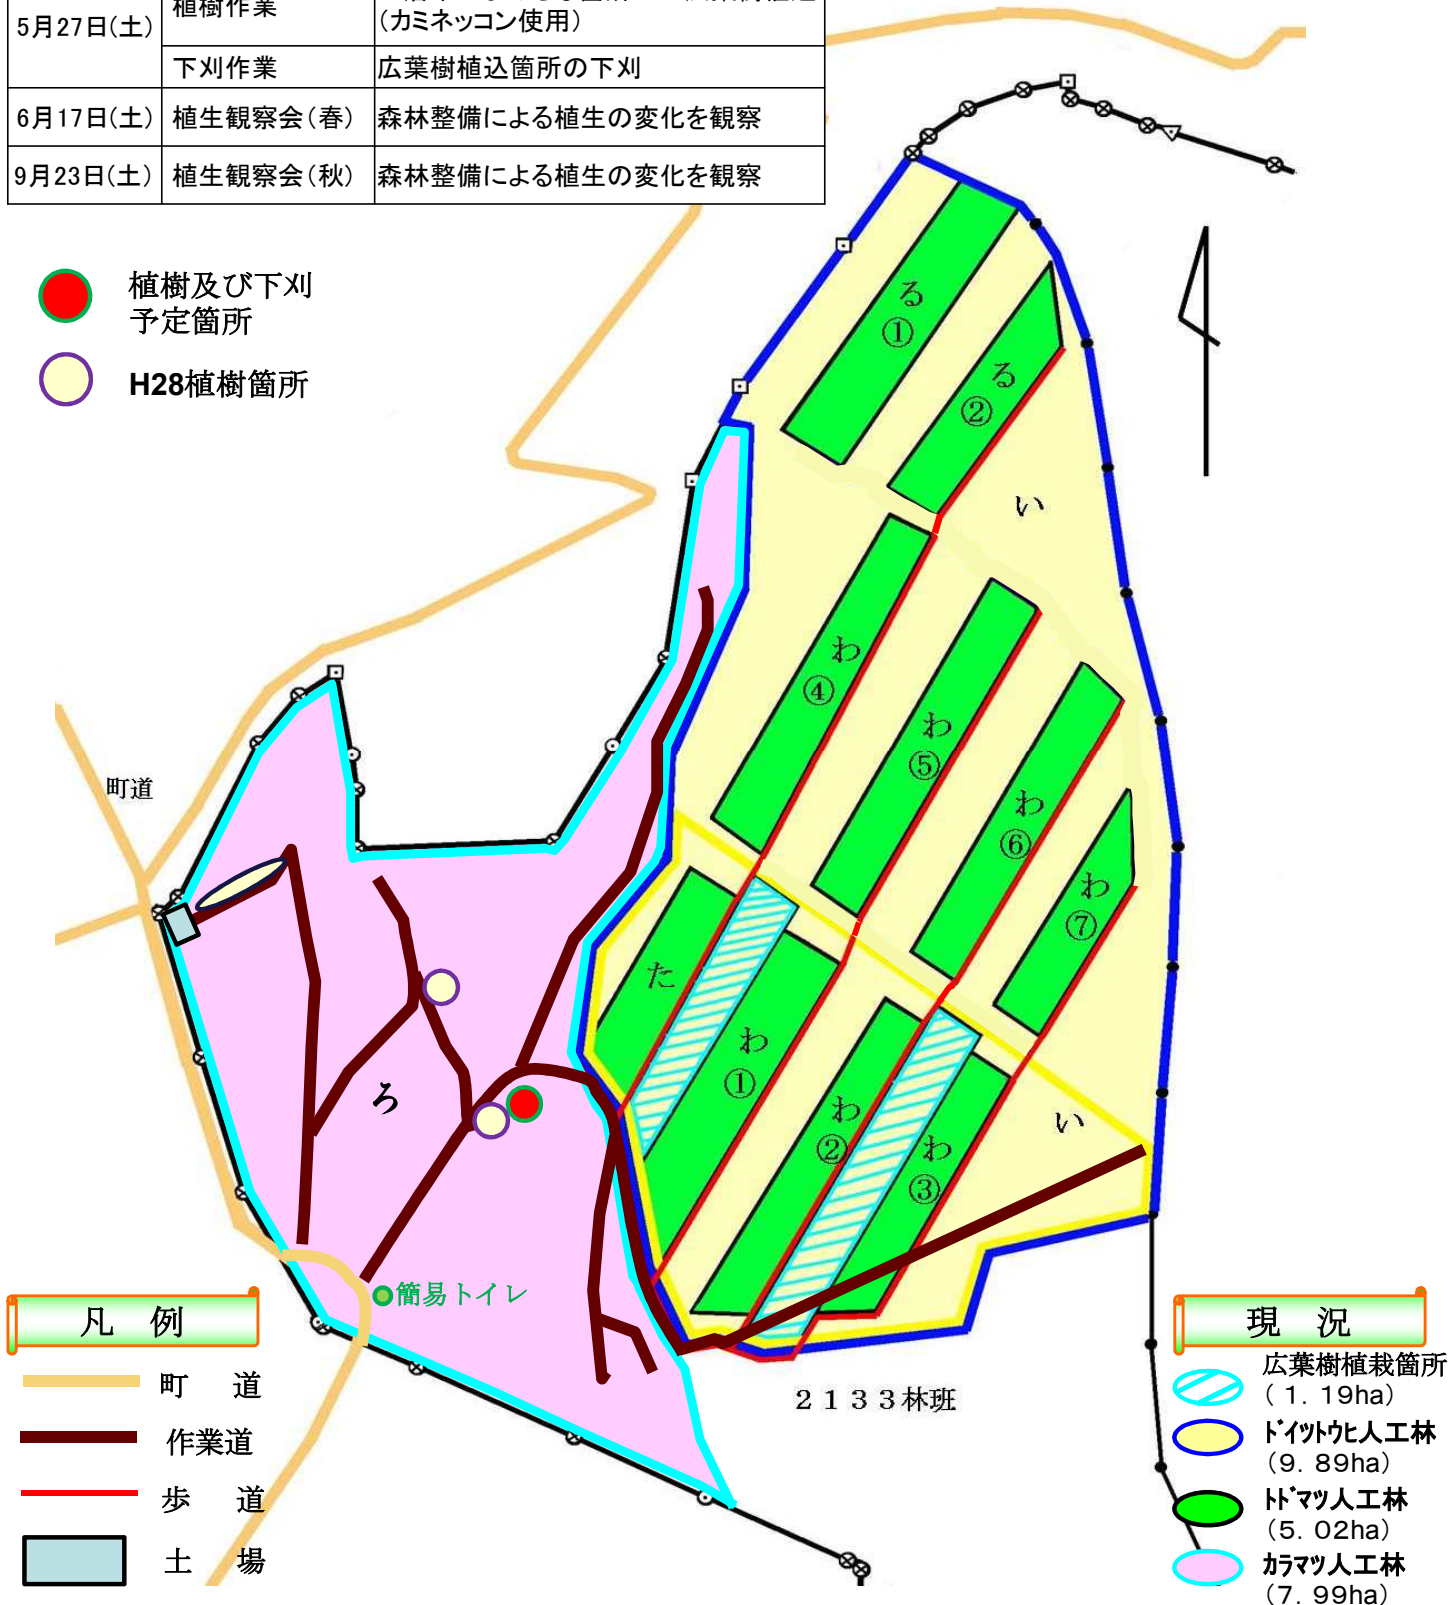 5月27日(土)
植樹作業
(カミネッコン使用)
下刈作業
広葉樹植込箇所の下刈
6月17日(土)
植生観察会(春)
森林整備による植生の変化を観察
9月23日(土)
植生観察会(秋)
森林整備による植生の変化を観察
植樹及び下刈
予定箇所
H28植樹箇所
る
①
る
②
い
わ
④
わ
⑤
わ
⑥
わ
⑦
町道
た
わ
①
わ
②
わ
③
い
ろ
簡易トイレ
2133林班
凡 例
町 道
作業道
歩 道
土 場
現 況
広葉樹植栽箇所
(1.19ha)
ドイツトウヒ人工林
(9.89ha)
トドマツ人工林
(5.02ha)
カラマツ人工林
(7.99ha)